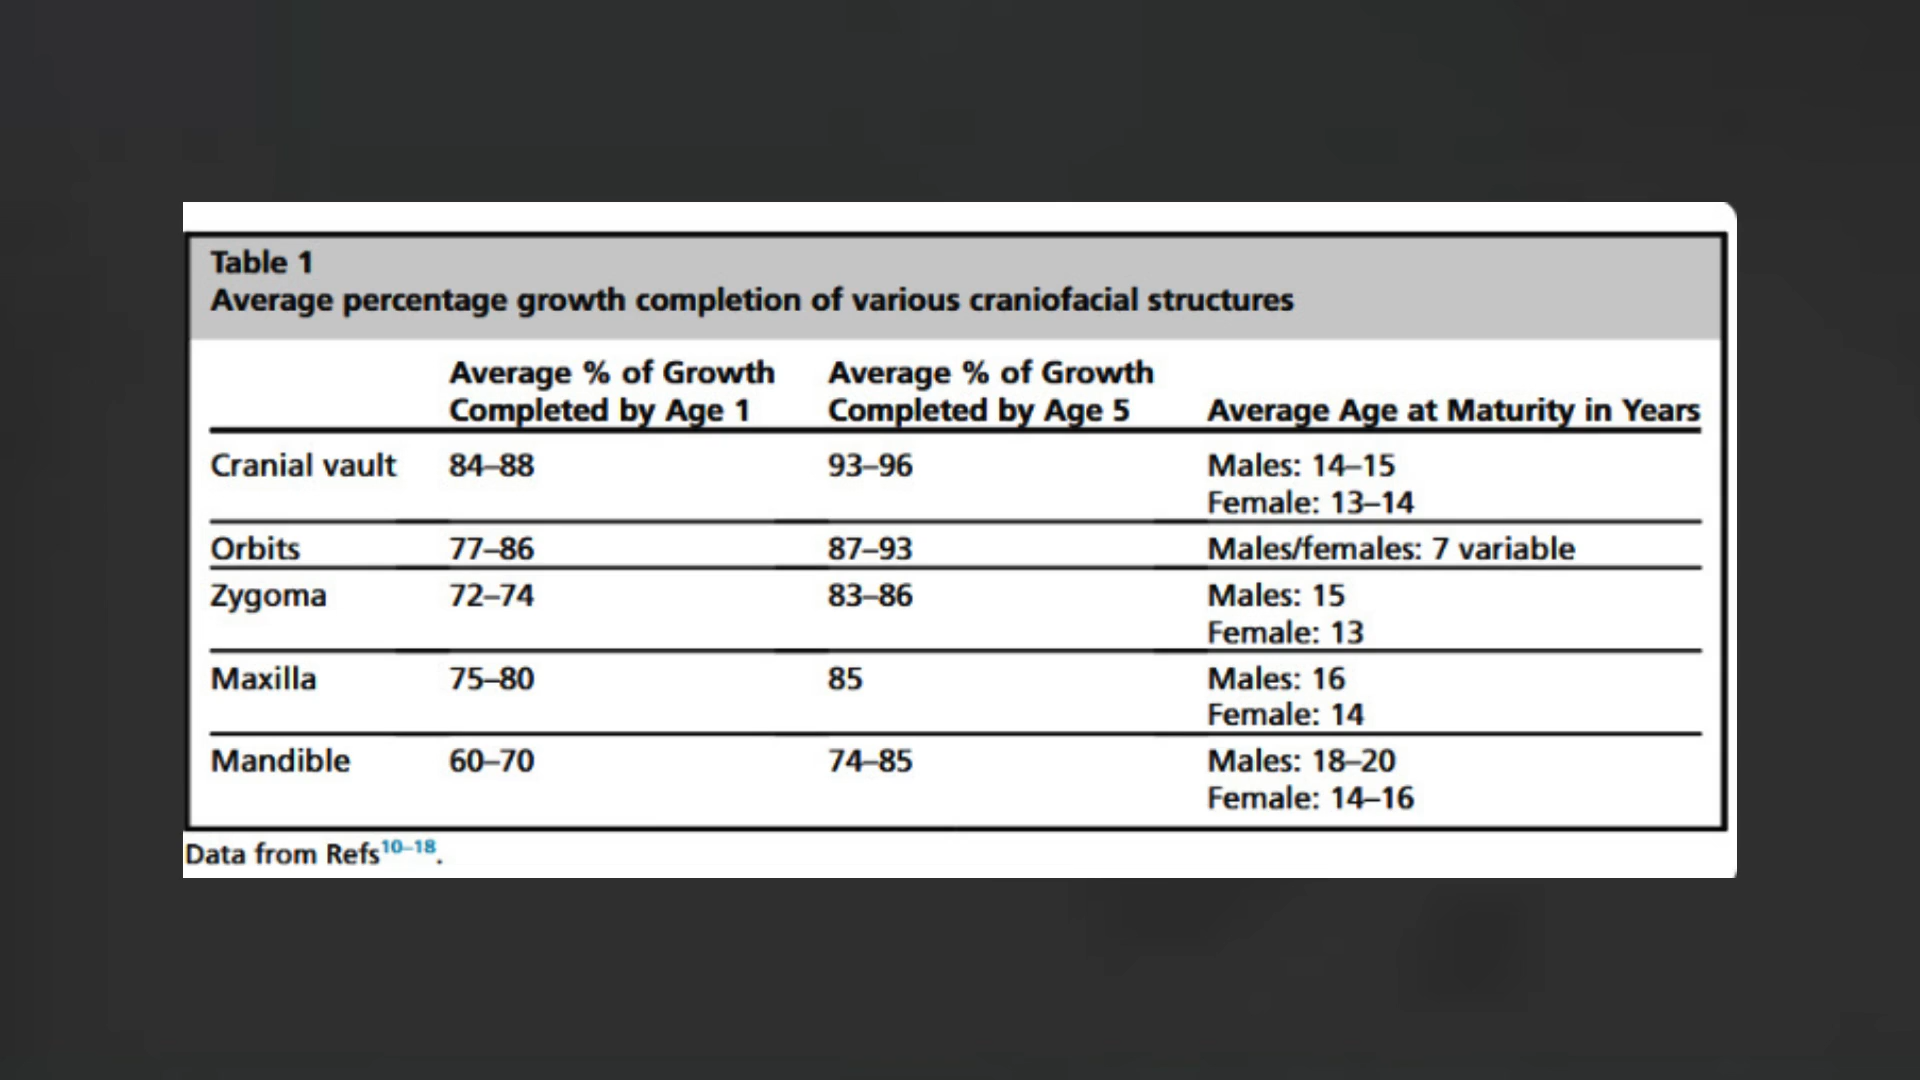 Table 1
Average percentage growth completion of various craniofacial structures
Average % of Growth Completed by Age 1 Average % of Growth Completed by Age 5 Average Age at Maturity in Years
Cranial vault 84–88 93–96 Males: 14–15
Female: 13–14
Orbits 77–86 87–93 Males/females: 7 variable
Zygoma 72–74 83–86 Males: 15
Female: 13
Maxilla 75–80 85 Males: 16
Female: 14
Mandible 60–70 74–85 Males: 18–20
Female: 14–16
Data from Refs10–18.